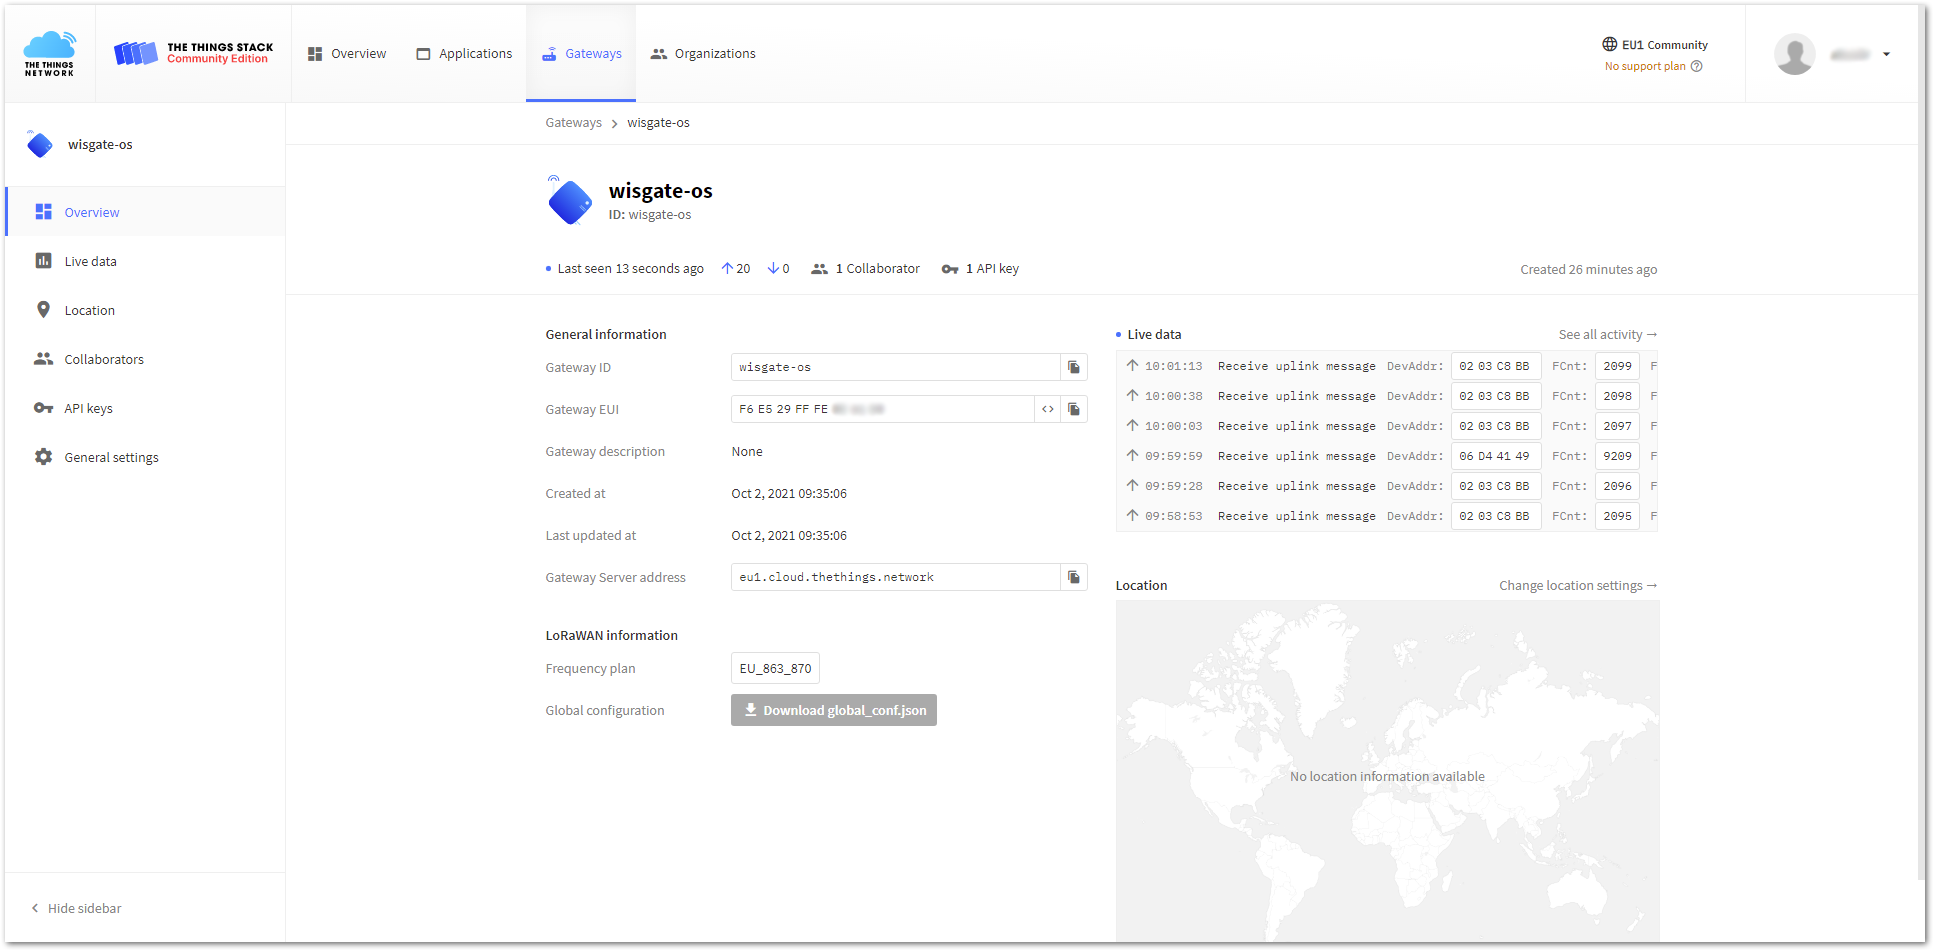 THE THINGS
NETWORK
THE THINGS STACK
Community Edition
Overview
Applications
Gateways
Organizations
EU1 Community
No support plan
wisgate-os
Overview
Live data
Location
Collaborators
API keys
General settings
Hide sidebar
Gateways > wisgate-os
wisgate-os
ID: wisgate-os
Last seen 13 seconds ago ↑ 20 ↓ 0 1 Collaborator 1 API key
Created 26 minutes ago
General information
Gateway ID wisgate-os
Gateway EUI F6 E5 29 FF FE
Gateway description None
Created at Oct 2, 2021 09:35:06
Last updated at Oct 2, 2021 09:35:06
Gateway Server address eu1.cloud.thethings.network
LoRaWAN information
Frequency plan EU_863_870
Global configuration Download global_conf.json
Live data See all activity →
↑ 10:01:13 Receive uplink message DevAddr: 02 03 C8 BB FCnt: 2099 F
↑ 10:00:38 Receive uplink message DevAddr: 02 03 C8 BB FCnt: 2098 F
↑ 10:00:03 Receive uplink message DevAddr: 02 03 C8 BB FCnt: 2097 F
↑ 09:59:59 Receive uplink message DevAddr: 06 D4 41 49 FCnt: 9209 F
↑ 09:59:28 Receive uplink message DevAddr: 02 03 C8 BB FCnt: 2096 F
↑ 09:58:53 Receive uplink message DevAddr: 02 03 C8 BB FCnt: 2095 F
Location Change location settings →
No location information available